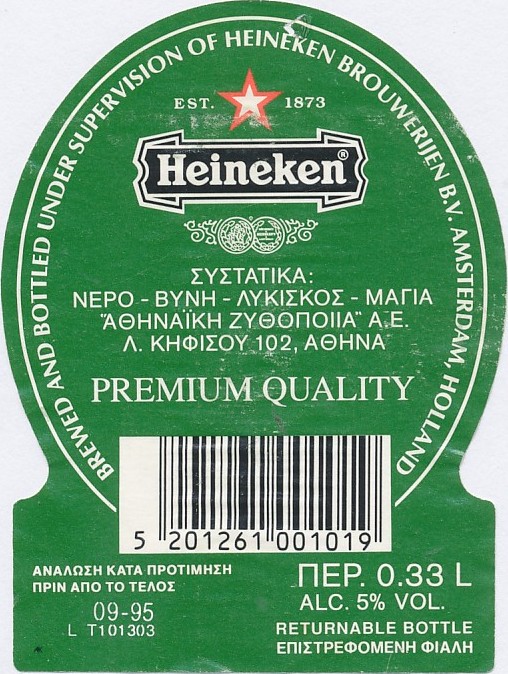 BREWED AND BOTTLED UNDER SUPERVISION OF HEINEKEN BROUWERIJEN B.V. AMSTERDAM, HOLLAND
EST. 1873
Heineken®
ΣΥΣΤΑΤΙΚΑ:
ΝΕΡΟ - ΒΥΝΗ - ΛΥΚΙΣΚΟΣ - ΜΑΓΙΑ
"ΑΘΗΝΑΪΚΗ ΖΥΘΟΠΟΙΙΑ" Α.Ε.
Λ. ΚΗΦΙΣΟΥ 102, ΑΘΗΝΑ
PREMIUM QUALITY
5 201261 001019
ΑΝΑΛΩΣΗ ΚΑΤΑ ΠΡΟΤΙΜΗΣΗ
ΠΡΙΝ ΑΠΟ ΤΟ ΤΕΛΟΣ
09-95
L T101303
ΠΕΡ. 0.33 L
ALC. 5% VOL.
RETURNABLE BOTTLE
ΕΠΙΣΤΡΕΦΟΜΕΝΗ ΦΙΑΛΗ